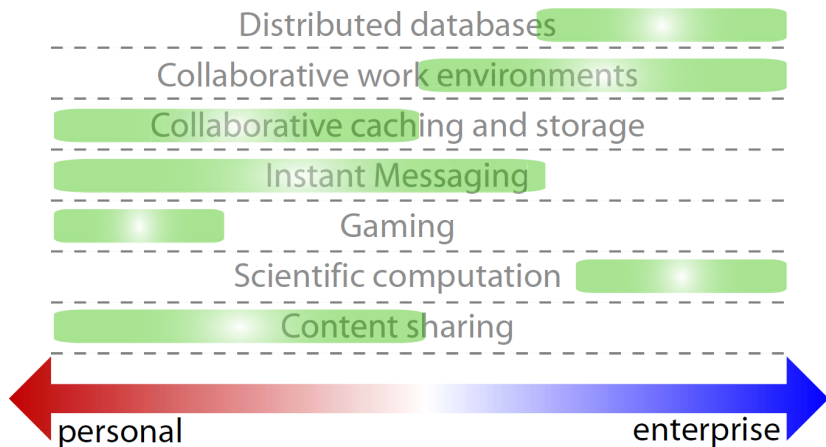 Distributed databases
Collaborative work environments
Collaborative caching and storage
Instant Messaging
Gaming
Scientific computation
Content sharing
personal
enterprise